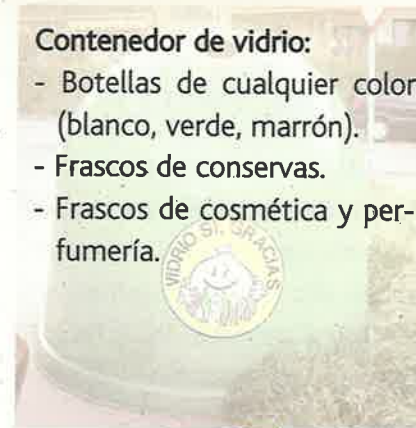 Contenedor de vidrio:
- Botellas de cualquier color
(blanco, verde, marrón).
- Frascos de conservas.
- Frascos de cosmética y per-
fumería.
VIDRIO SI, GRACIAS